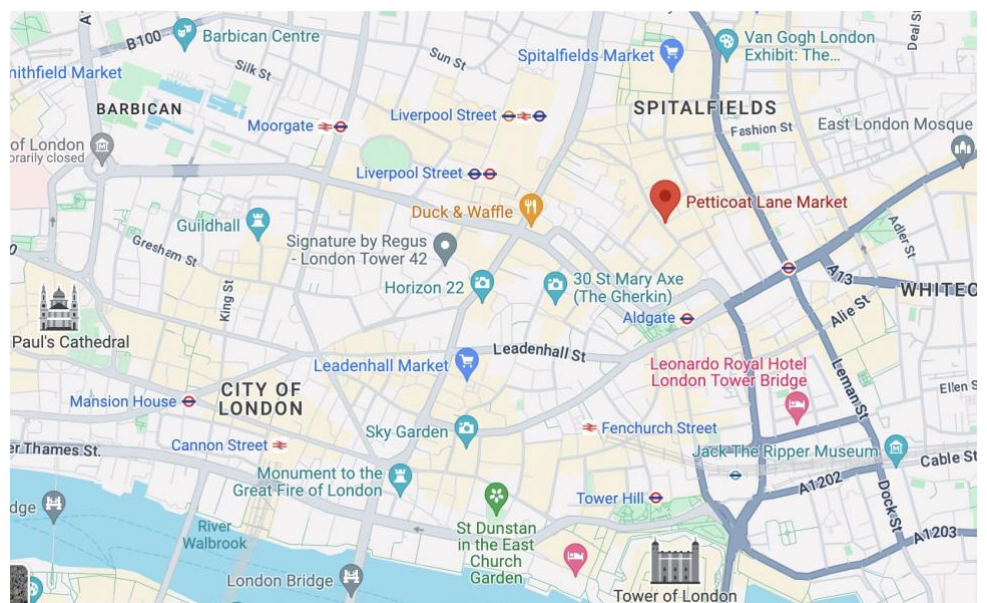 B100
Barbican Centre
Silk St
Sun St
Spitalfields Market
Van Gogh London
Exhibit: The...
Deal St
mithfield Market
BARBICAN
SPITALFIELDS
Moorgate
Liverpool Street
Fashion St
East London Mosque
of London
orarily closed
Liverpool Street
Duck & Waffle
Petticoat Lane Market
Guildhall
Gresham St
Signature by Regus
- London Tower 42
Adler St
King St
Horizon 22
30 St Mary Axe
(The Gherkin)
A13
WHITEC
Alie St
Aldgate
Paul's Cathedral
Leadenhall St
Leadenhall Market
Leonardo Royal Hotel
London Tower Bridge
Leman St
Ellen S
CITY OF
LONDON
Mansion House
Sky Garden
Fenchurch Street
Cannon Street
er Thames St.
Jack The Ripper Museum
Cable St
Monument to the
Great Fire of London
A1202
Dock St
Tower Hill
dge
River
Walbrook
St Dunstan
in the East
Church
Garden
A1203
London Bridge
Tower of London